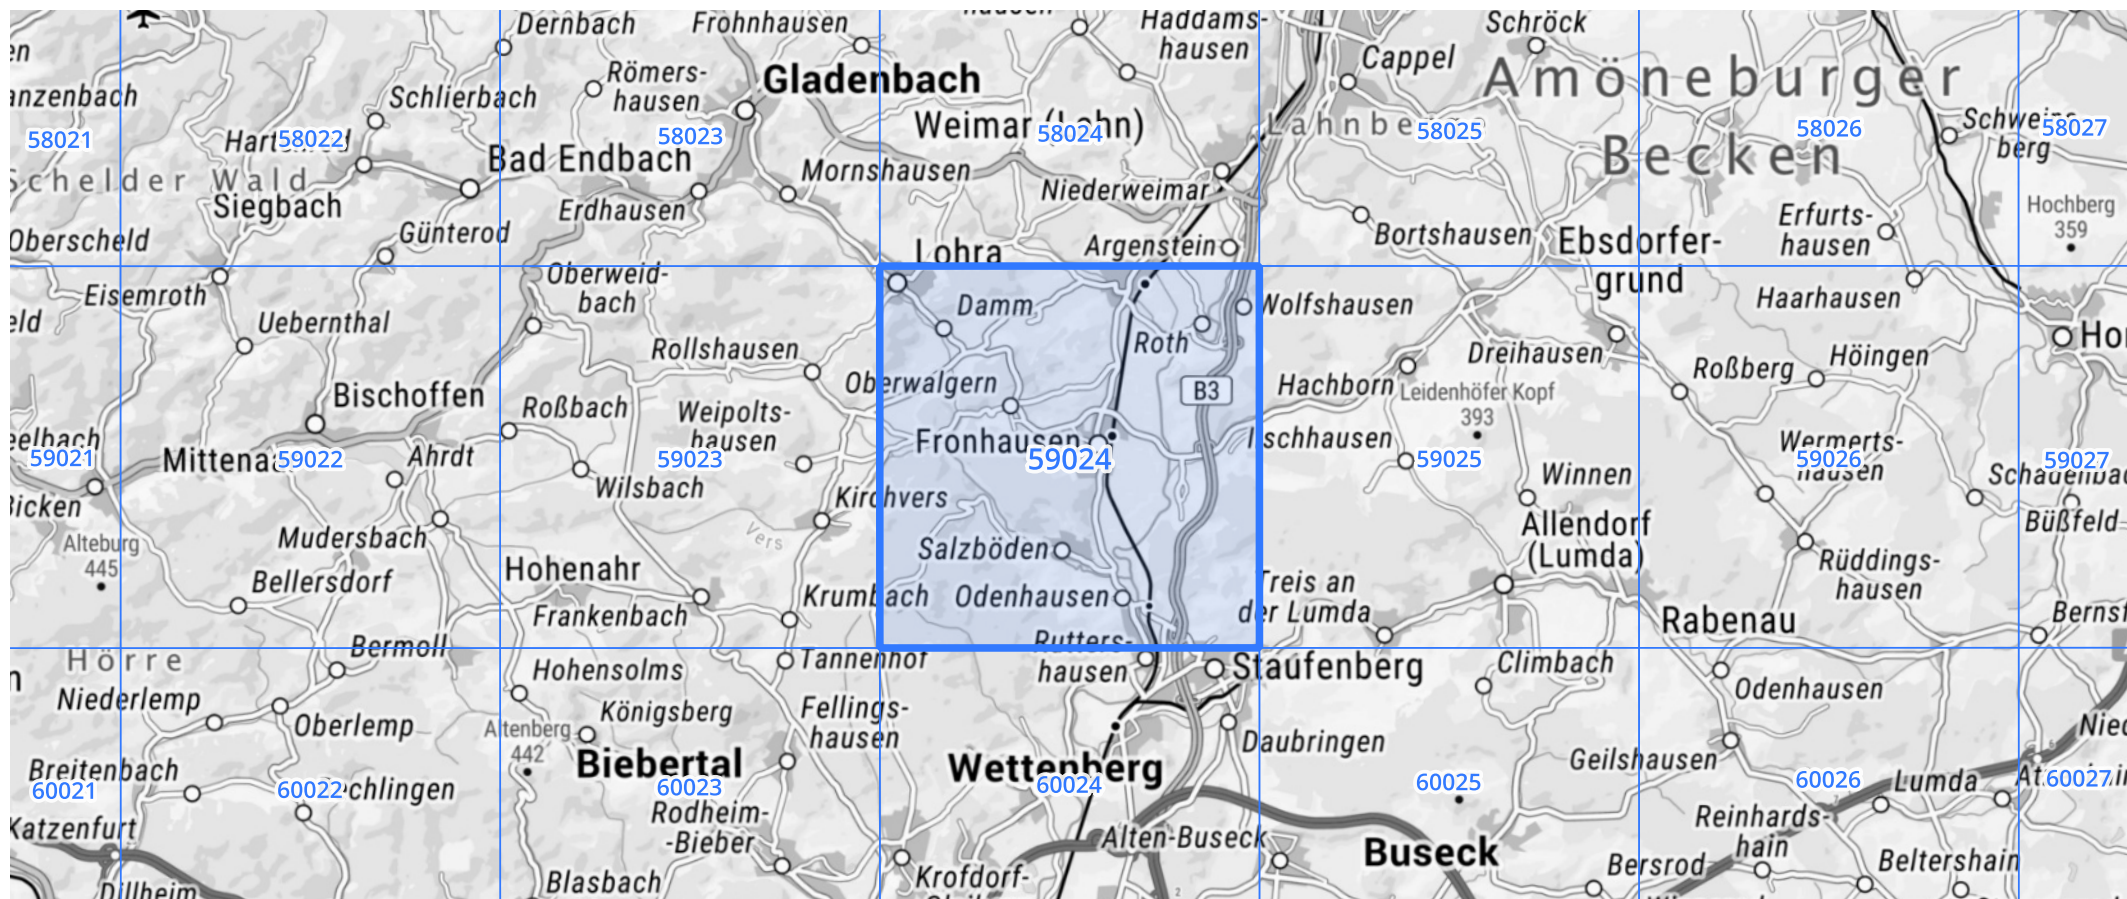 Dernbach
Frohnhausen
Haddams-
hausen
Schröck
Cappel
Römers-
hausen
Gladenbach
Amöneburger
Becken
Schlierbach
Weimar (Lahn)
58021
58022
58023
58024
58025
58026
58027
Bad Endbach
Mornshausen
Schelder Wald
Siegbach
Niederweimar
Erdhausen
Hochberg
359
Erfurts-
hausen
Oberscheld
Günterod
Lohra
Argenstein
Bortshausen
Ebsdorfer-
grund
Oberweid-
bach
Eisemroth
Damm
Wolfshausen
Haarhausen
Uebernthal
Rollshausen
Roth
Dreihausen
Höingen
Roßberg
Oberwalgern
B3
Hachborn
Leidenhöfer Kopf
393
Bischoffen
Roßbach
Weipolts-
hausen
Fronhausen
Wermerts-
hausen
59021
59022
59023
59024
59025
59026
59027
Ahrdt
Wilsbach
Winnen
Kirchvers
Vers
Büßfeld
Allendorf
(Lumda)
Mudersbach
Alteburg
445
Salzböden
Rüddings-
hausen
Hohenahr
Bellersdorf
Krumbach
Odenhausen
Treis an
der Lumda
Frankenbach
Rabenau
Bermoll
Rutters-
hausen
Hörre
Hohensolms
Tannenhof
Staufenberg
Climbach
Odenhausen
Niederlemp
Königsberg
Fellings-
hausen
Oberlemp
Altenberg
442
Daubringen
Biebertal
Wettenberg
Geilshausen
Breitenbach
60021
60022
60023
60024
60025
60026
60027
Lumda
Rodheim-
-Bieber
Reinhards-
hain
Katzenfurt
Alten-Buseck
Buseck
Bersrod
Beltershain
Krofdorf-
Blasbach
Dillheim
2